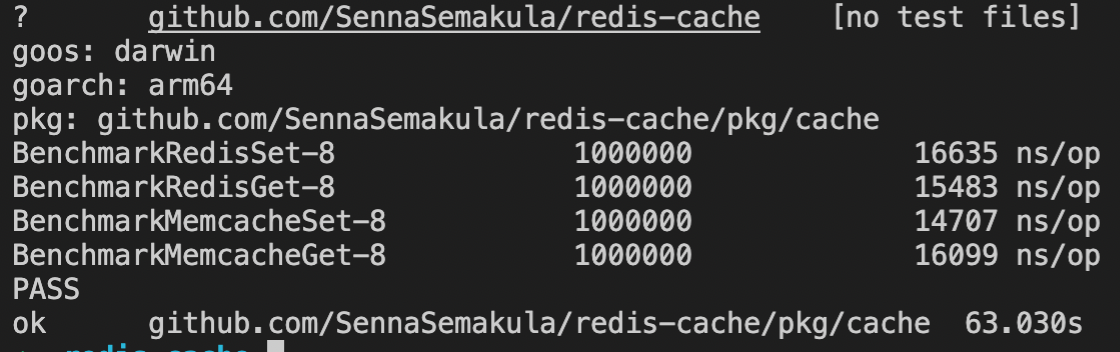 ?       github.com/SennaSemakula/redis-cache    [no test files]
goos: darwin
goarch: arm64
pkg: github.com/SennaSemakula/redis-cache/pkg/cache
BenchmarkRedisSet-8             1000000             16635 ns/op
BenchmarkRedisGet-8             1000000             15483 ns/op
BenchmarkMemcacheSet-8          1000000             14707 ns/op
BenchmarkMemcacheGet-8          1000000             16099 ns/op
PASS
ok      github.com/SennaSemakula/redis-cache/pkg/cache  63.030s